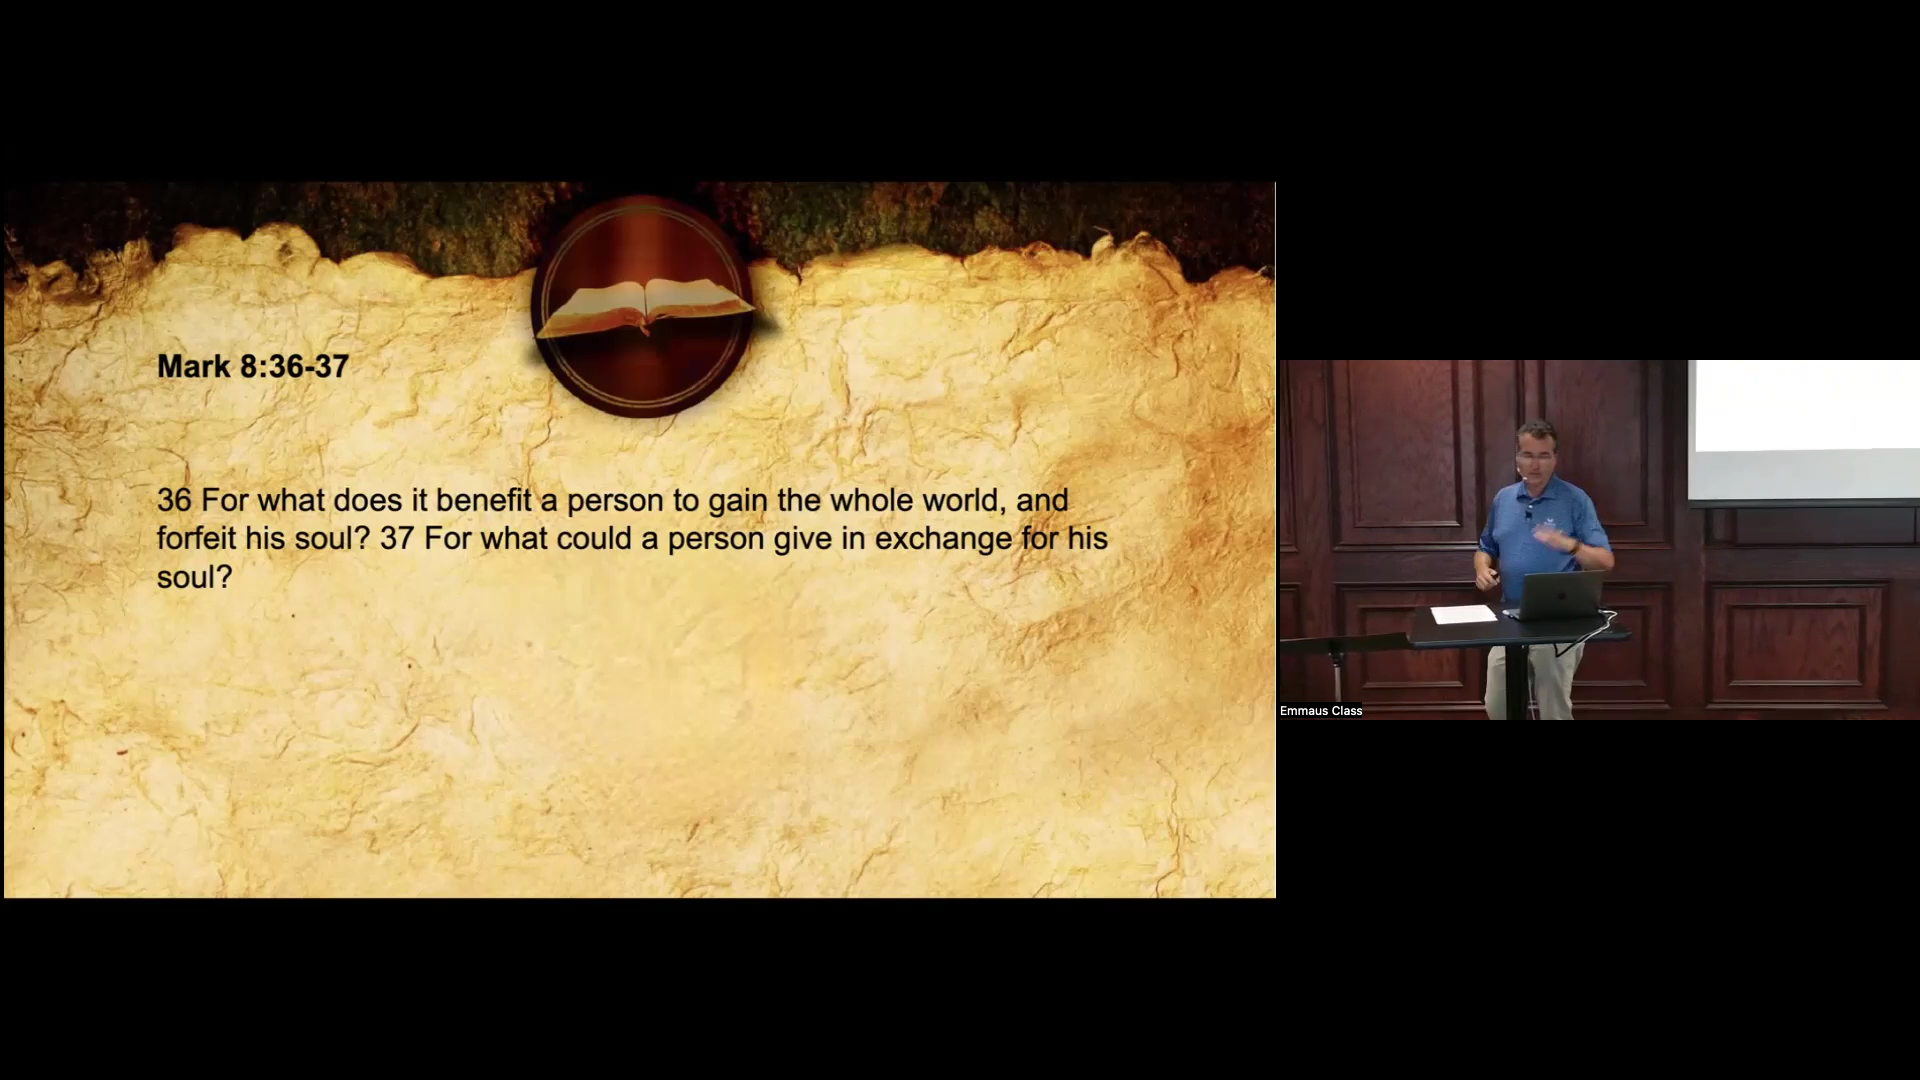 Mark 8:36-37
36 For what does it benefit a person to gain the whole world, and
forfeit his soul? 37 For what could a person give in exchange for his
soul?
Emmaus Class